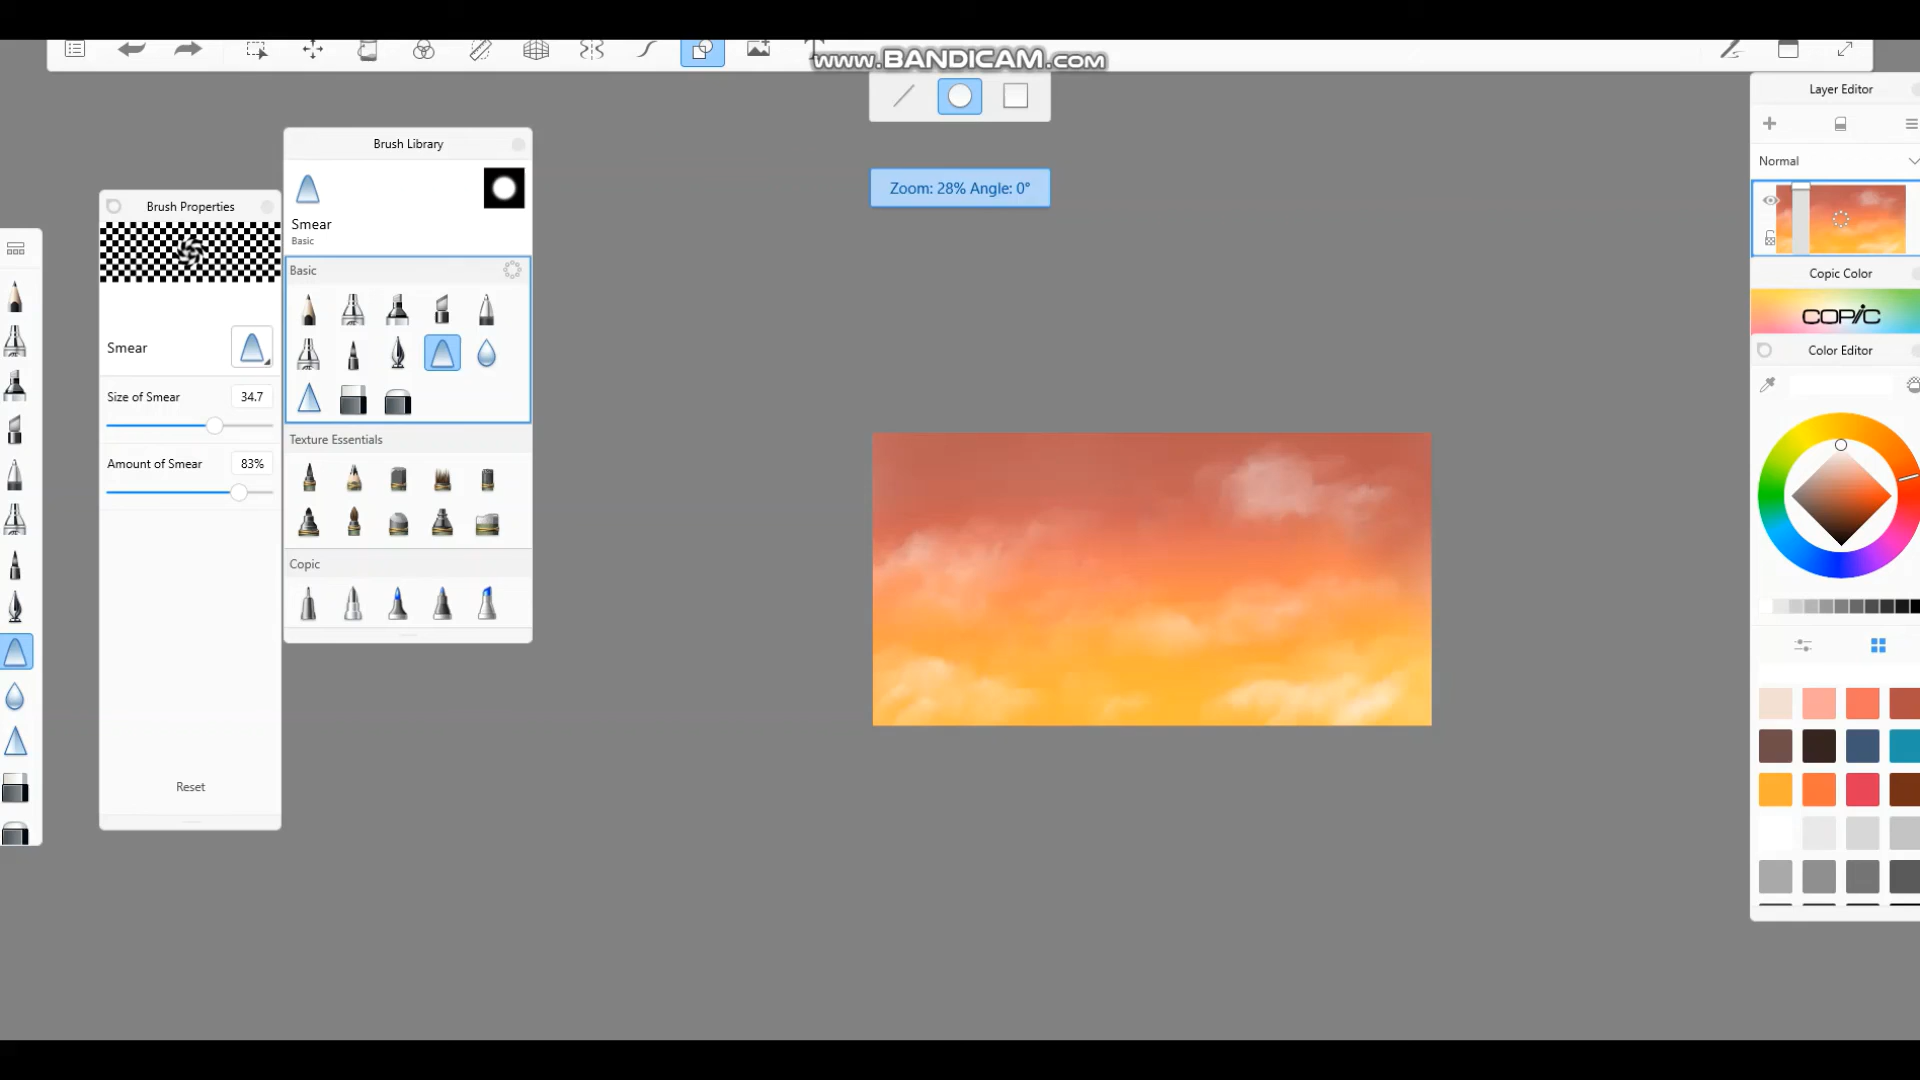 www.BANDICAM.com
Layer Editor
Brush Library
Normal
Zoom: 28% Angle: 0°
Brush Properties
Smear
Basic
Basic
Copic Color
COPIC
Smear
Color Editor
Size of Smear 34.7
Texture Essentials
Amount of Smear 83%
Copic
Reset